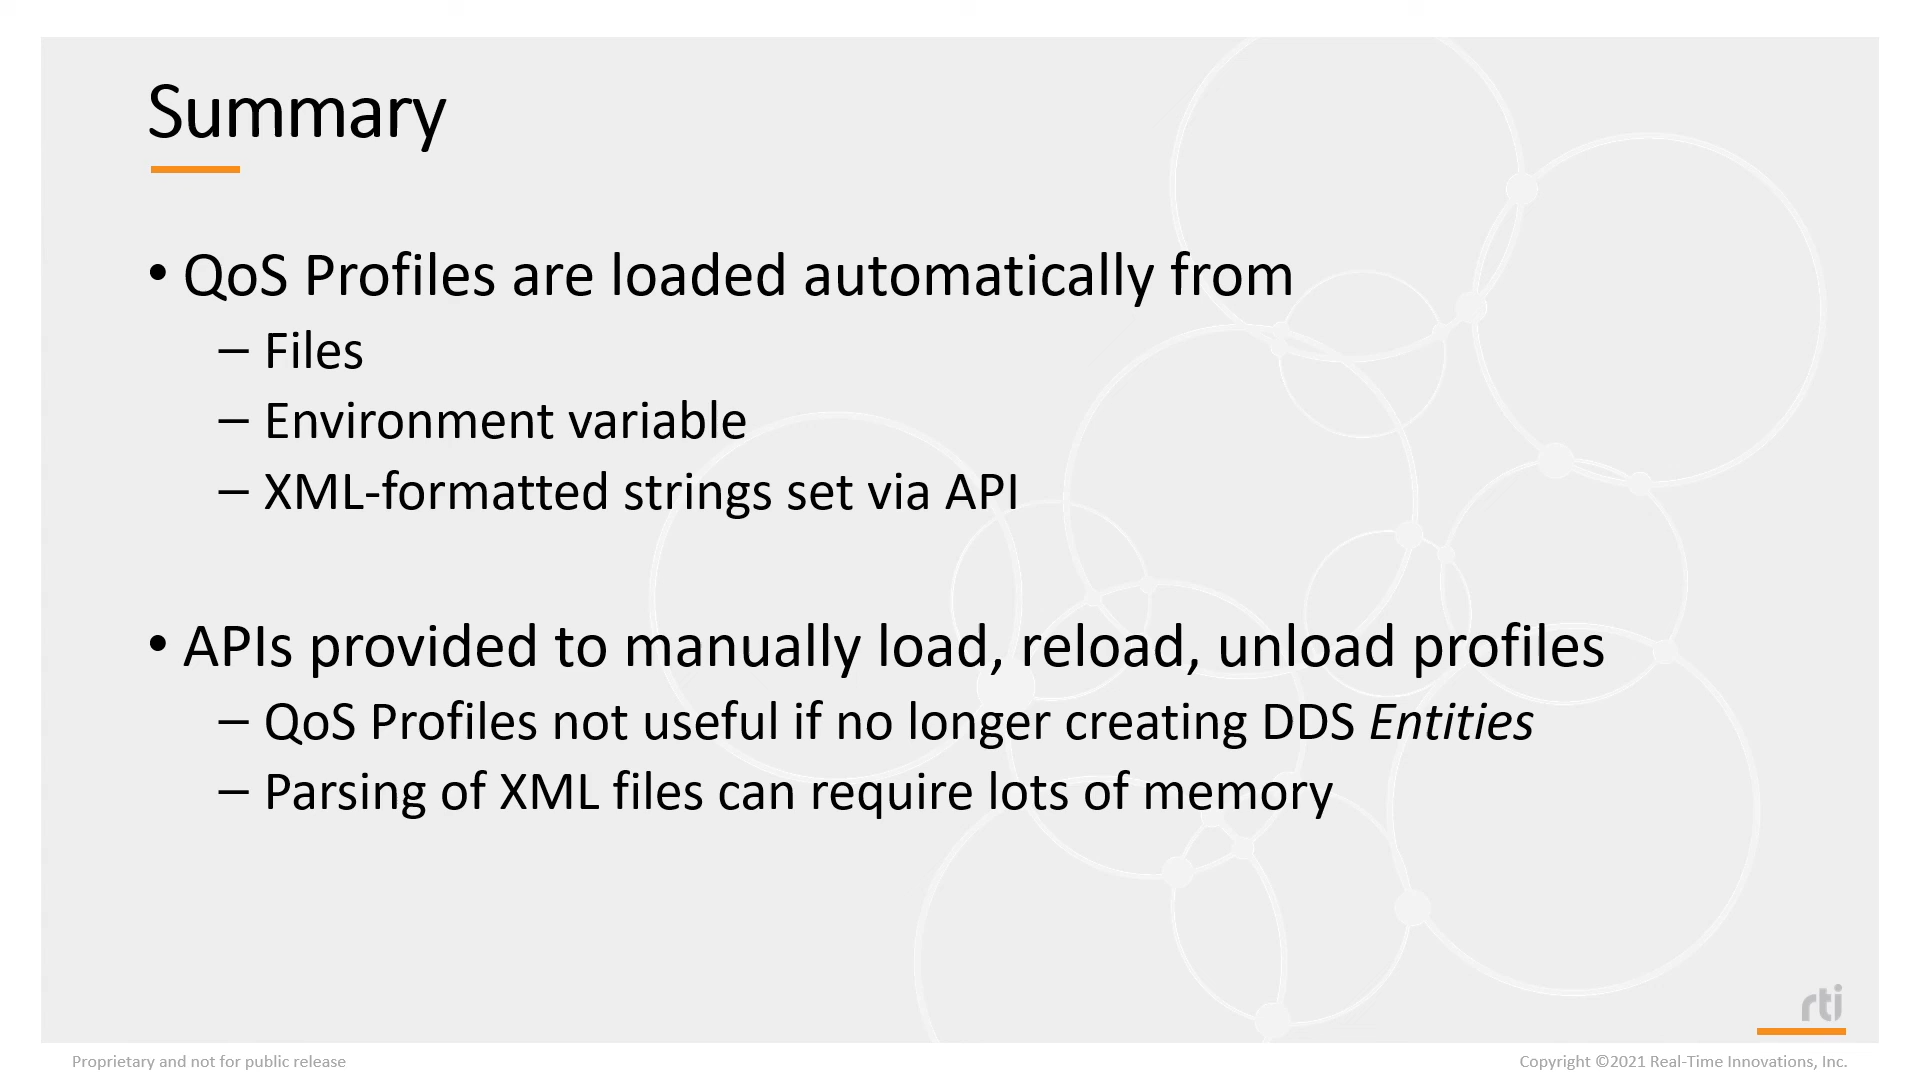 Summary
• QoS Profiles are loaded automatically from
– Files
– Environment variable
– XML-formatted strings set via API
• APIs provided to manually load, reload, unload profiles
– QoS Profiles not useful if no longer creating DDS Entities
– Parsing of XML files can require lots of memory
rti
Proprietary and not for public release
Copyright ©2021 Real-Time Innovations, Inc.